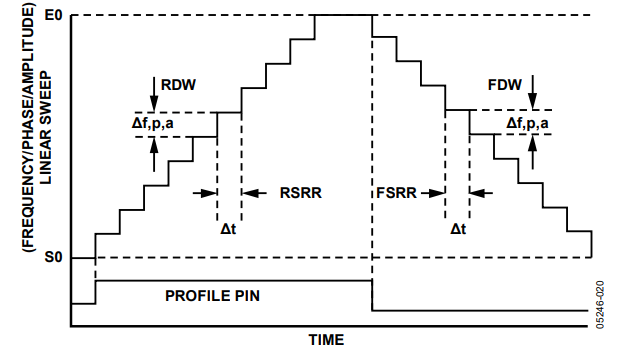 E0
(FREQUENCY/PHASE/AMPLITUDE)
LINEAR SWEEP
RDW
FDW
Δf,p,a
Δf,p,a
RSRR
FSRR
Δt
Δt
S0
PROFILE PIN
TIME
05246-020